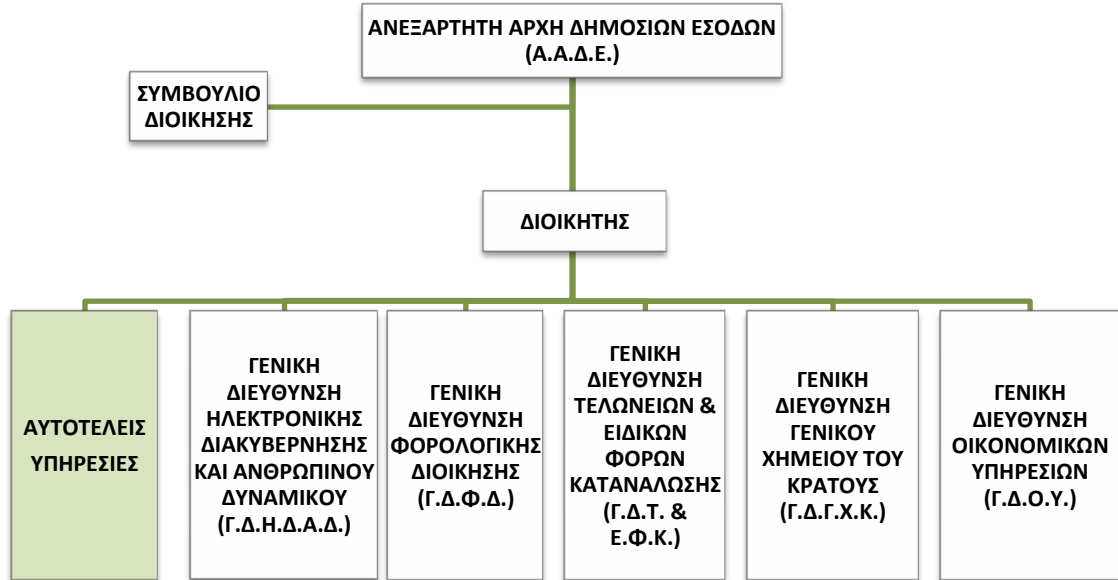 ΑΝΕΞΑΡΤΗΤΗ ΑΡΧΗ ΔΗΜΟΣΙΩΝ ΕΣΟΔΩΝ
(Α.Α.Δ.Ε.)
ΣΥΜΒΟΥΛΙΟ
ΔΙΟΙΚΗΣΗΣ
ΔΙΟΙΚΗΤΗΣ
ΑΥΤΟΤΕΛΕΙΣ
ΥΠΗΡΕΣΙΕΣ
ΓΕΝΙΚΗ
ΔΙΕΥΘΥΝΣΗ
ΗΛΕΚΤΡΟΝΙΚΗΣ
ΔΙΑΚΥΒΕΡΝΗΣΗΣ
ΚΑΙ ΑΝΘΡΩΠΙΝΟΥ
ΔΥΝΑΜΙΚΟΥ
(Γ.Δ.Η.Δ.Α.Δ.)
ΓΕΝΙΚΗ
ΔΙΕΥΘΥΝΣΗ
ΦΟΡΟΛΟΓΙΚΗΣ
ΔΙΟΙΚΗΣΗΣ
(Γ.Δ.Φ.Δ.)
ΓΕΝΙΚΗ
ΔΙΕΥΘΥΝΣΗ
ΤΕΛΩΝΕΙΩΝ &
ΕΙΔΙΚΩΝ
ΦΟΡΩΝ
ΚΑΤΑΝΑΛΩΣΗΣ
(Γ.Δ.Τ. &
Ε.Φ.Κ.)
ΓΕΝΙΚΗ
ΔΙΕΥΘΥΝΣΗ
ΓΕΝΙΚΟΥ
ΧΗΜΕΙΟΥ ΤΟΥ
ΚΡΑΤΟΥΣ
(Γ.Δ.Γ.Χ.Κ.)
ΓΕΝΙΚΗ
ΔΙΕΥΘΥΝΣΗ
ΟΙΚΟΝΟΜΙΚΩΝ
ΥΠΗΡΕΣΙΩΝ
(Γ.Δ.Ο.Υ.)